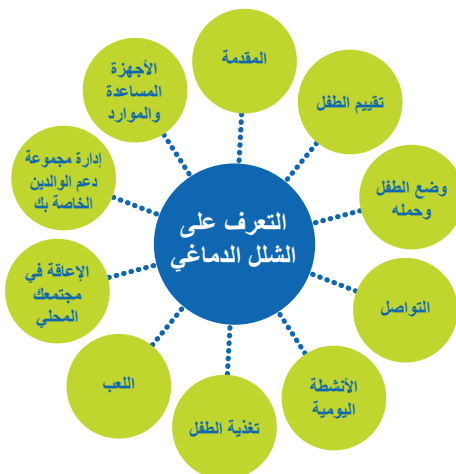 التعرف على
الشلل الدماغي
المقدمة
تقييم الطفل
وضع الطفل
وحمله
التواصل
الأنشطة
اليومية
تغذية الطفل
اللعب
الإعاقة في
مجتمعك
المحلي
إدارة مجموعة
دعم الوالدين
الخاصة بك
الأجهزة
المساعدة
والموارد